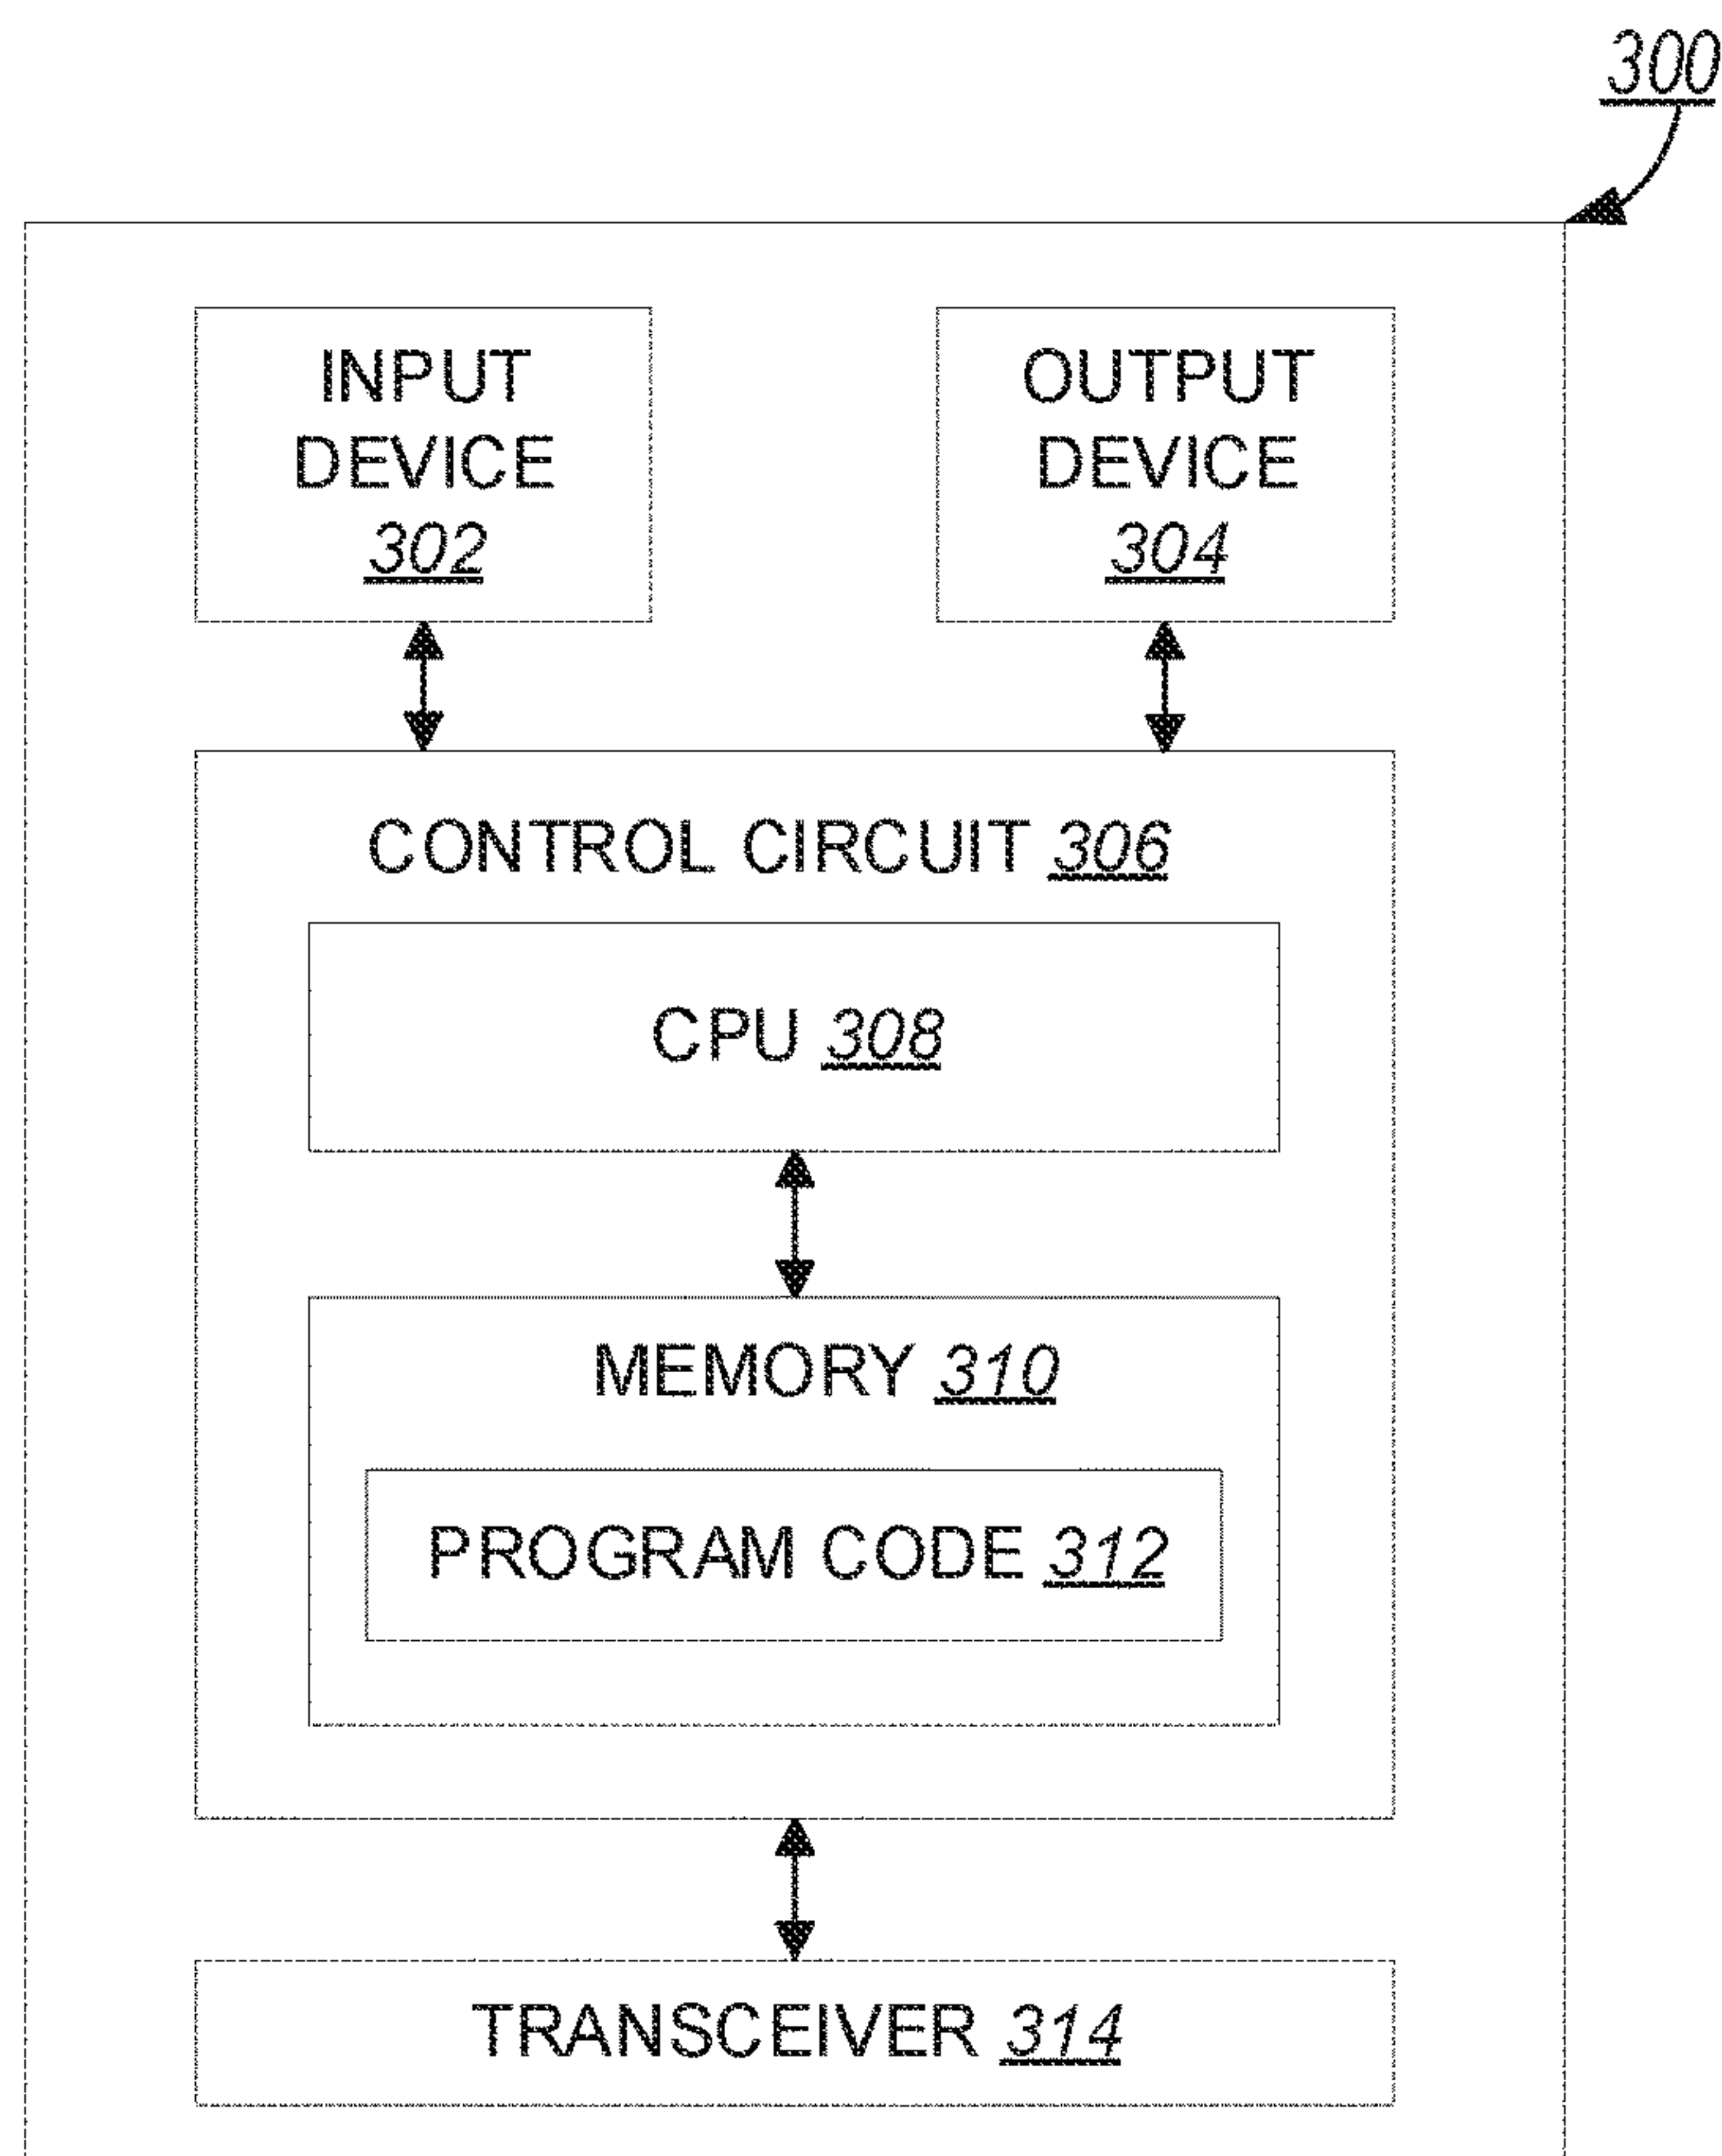 300
INPUT
DEVICE
302
OUTPUT
DEVICE
304
CONTROL CIRCUIT 306
CPU 308
MEMORY 310
PROGRAM CODE 312
TRANSCEIVER 314